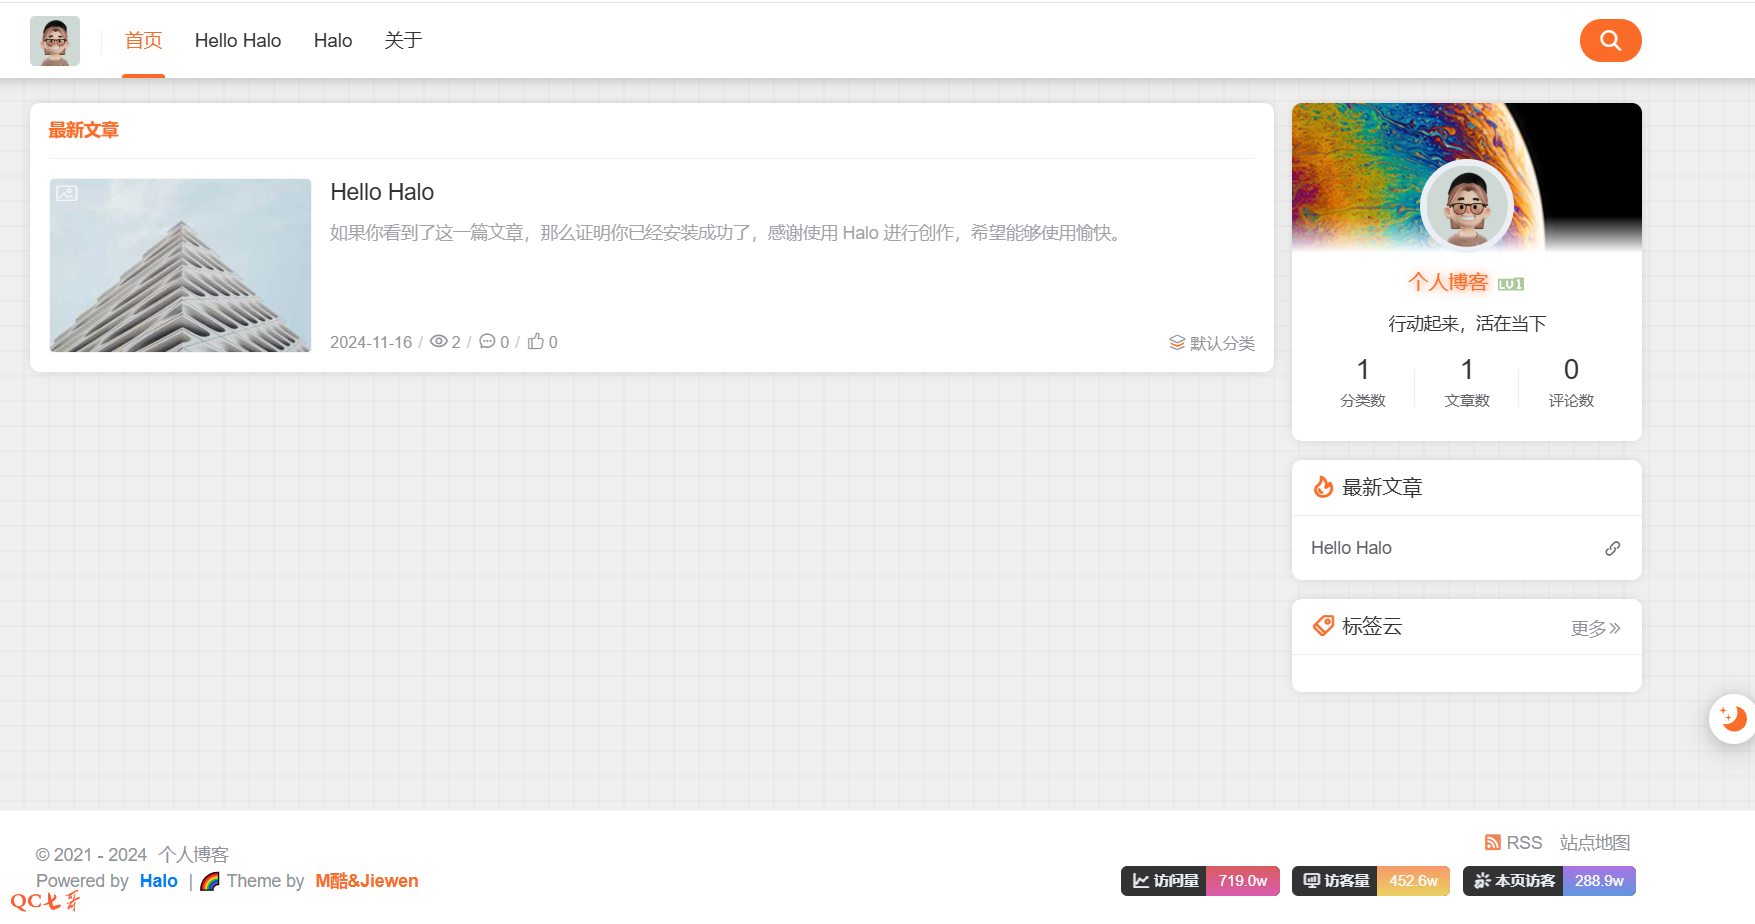 首页 Hello Halo Halo 关于
最新文章
Hello Halo
如果你看到了这一篇文章，那么证明你已经安装成功了，感谢使用 Halo 进行创作，希望能够使用愉快。
2024-11-16 / 2 / 0 / 0 默认分类
个人博客 LV1
行动起来，活在当下
1 1 0
分类数 文章数 评论数
最新文章
Hello Halo
标签云 更多
RSS 站点地图
© 2021 - 2024 个人博客
Powered by Halo | Theme by M酷&Jiewen
访问量 719.0w 访客量 452.6w 本页访客 288.9w
QC七哥